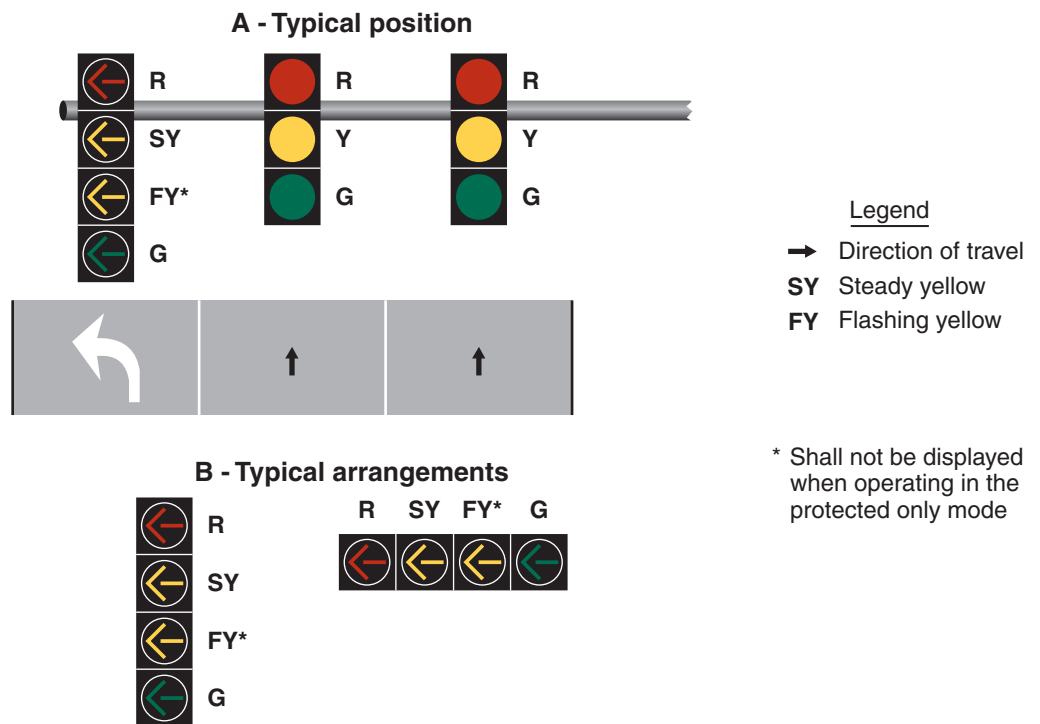 A - Typical position
R R R
SY Y Y
FY* G G
G
Legend
Direction of travel
SY Steady yellow
FY Flashing yellow
B - Typical arrangements
R
SY
FY*
G
R SY FY* G
* Shall not be displayed
when operating in the
protected only mode